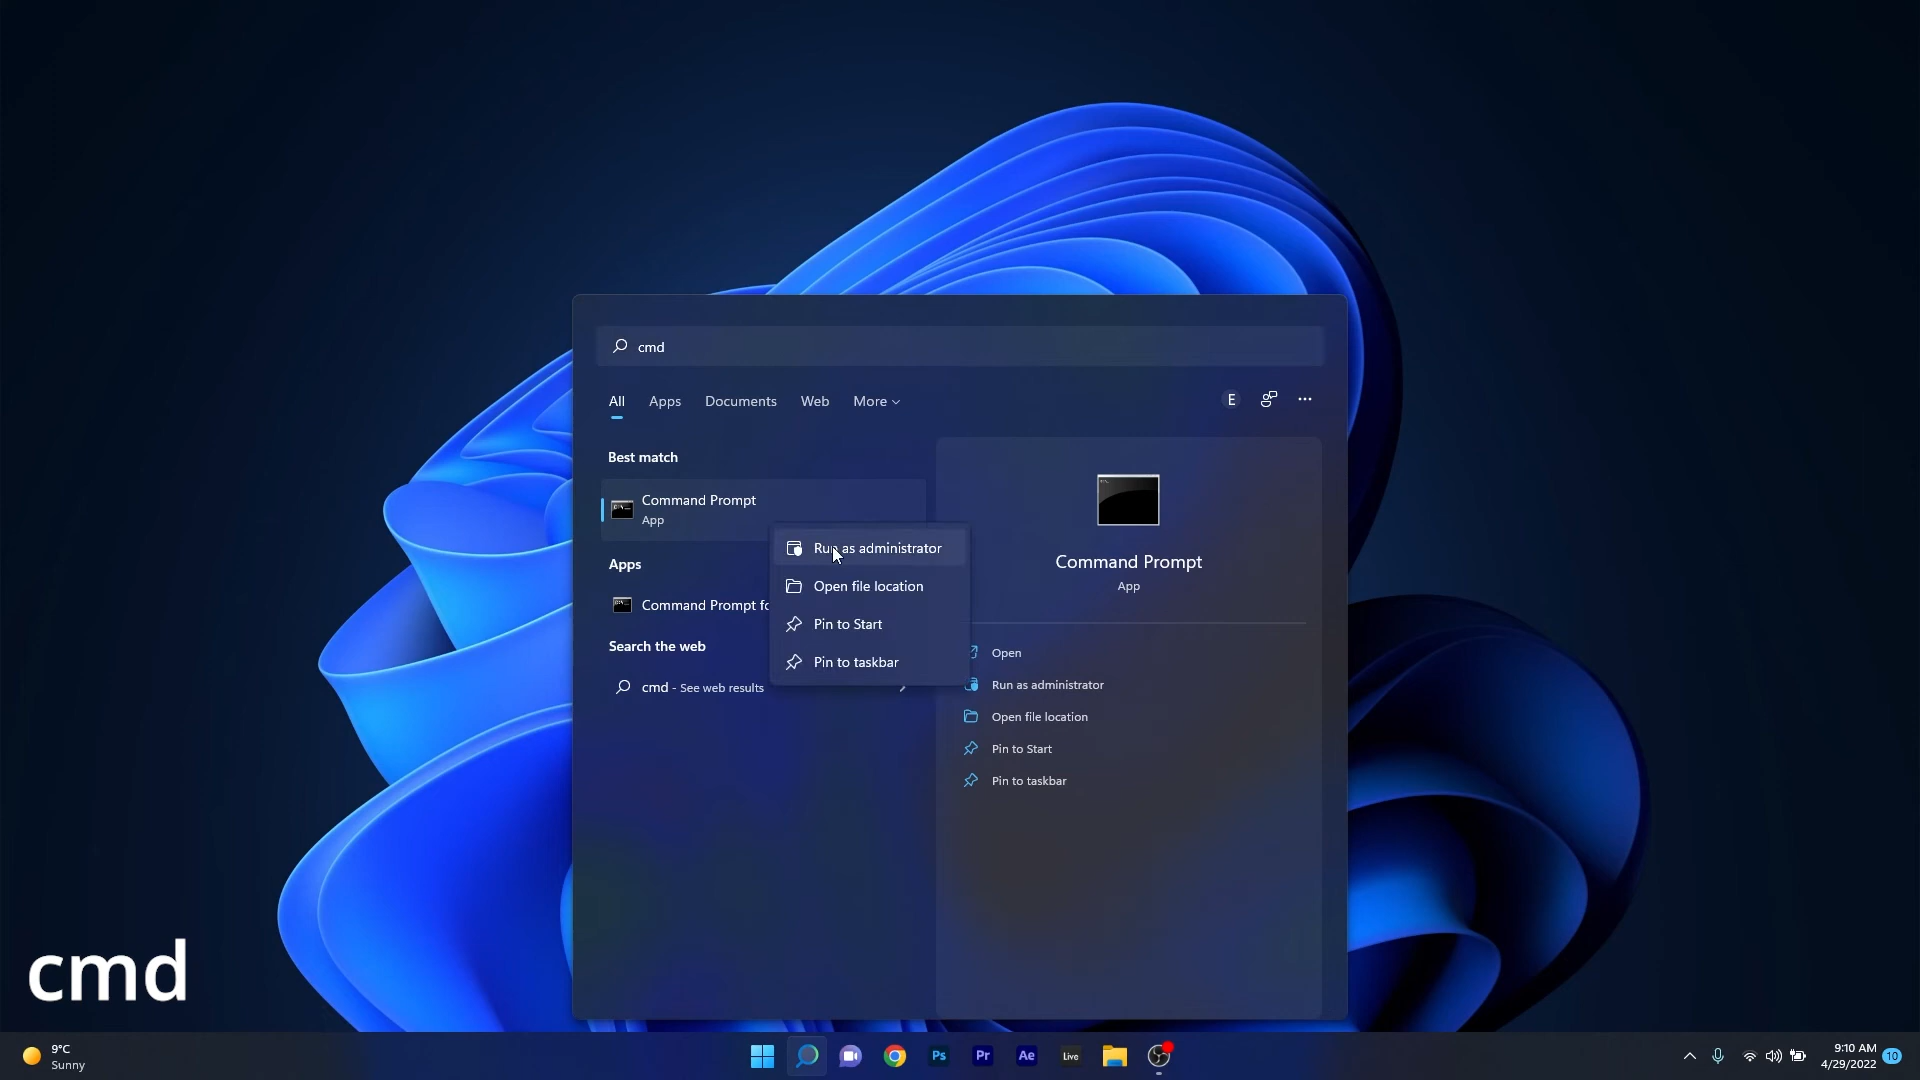 cmd
All Apps Documents Web More
E
Best match
Command Prompt
App
Run as administrator
Open file location
Pin to Start
Pin to taskbar
Apps
Command Prompt fo
Search the web
cmd - See web results
Command Prompt
App
Open
Run as administrator
Open file location
Pin to Start
Pin to taskbar
cmd
9°C
Sunny
Ps Pr Ae Live
9:10 AM
4/29/2022
10